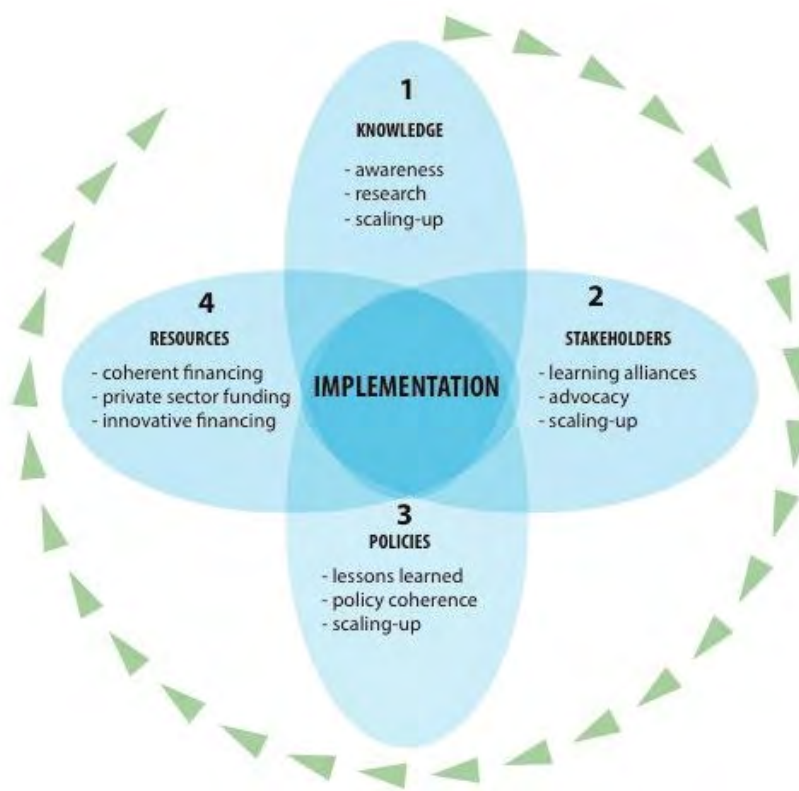 1
KNOWLEDGE
- awareness
- research
- scaling-up
2
STAKEHOLDERS
- learning alliances
- advocacy
- scaling-up
3
POLICIES
- lessons learned
- policy coherence
- scaling-up
4
RESOURCES
- coherent financing
- private sector funding
- innovative financing
IMPLEMENTATION